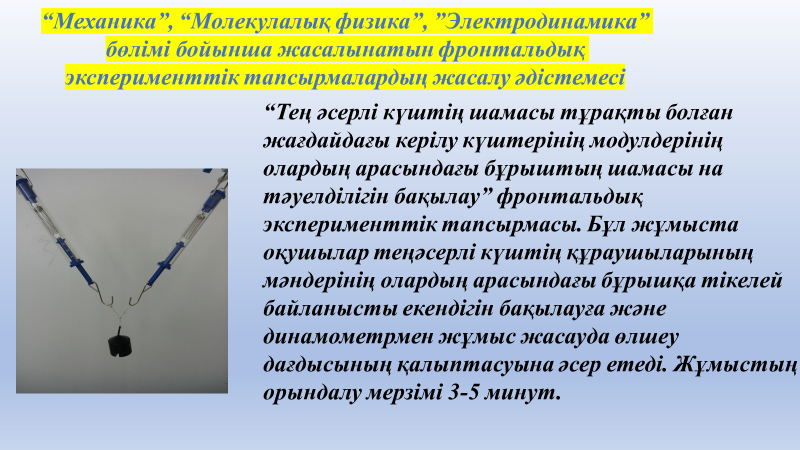 “Механика”, “Молекулалық физика”, ”Электродинамика”
бөлімі бойынша жасалынатын фронтальдық
эксперименттік тапсырмалардың жасалу әдістемесі
“Тең әсерлі күштің шамасы тұрақты болған
жағдайдағы керілу күштерінің модулдерінің
олардың арасындағы бұрыштың шамасы на
тәуелділігін бақылау” фронтальдық
эксперименттік тапсырмасы. Бұл жұмыста
оқушылар теңәсерлі күштің құраушыларының
мәндерінің олардың арасындағы бұрышқа тікелей
байланысты екендігін бақылауға және
динамометрмен жұмыс жасауда өлшеу
дағдысының қалыптасуына әсер етеді. Жұмыстың
орындалу мерзімі 3-5 минут.